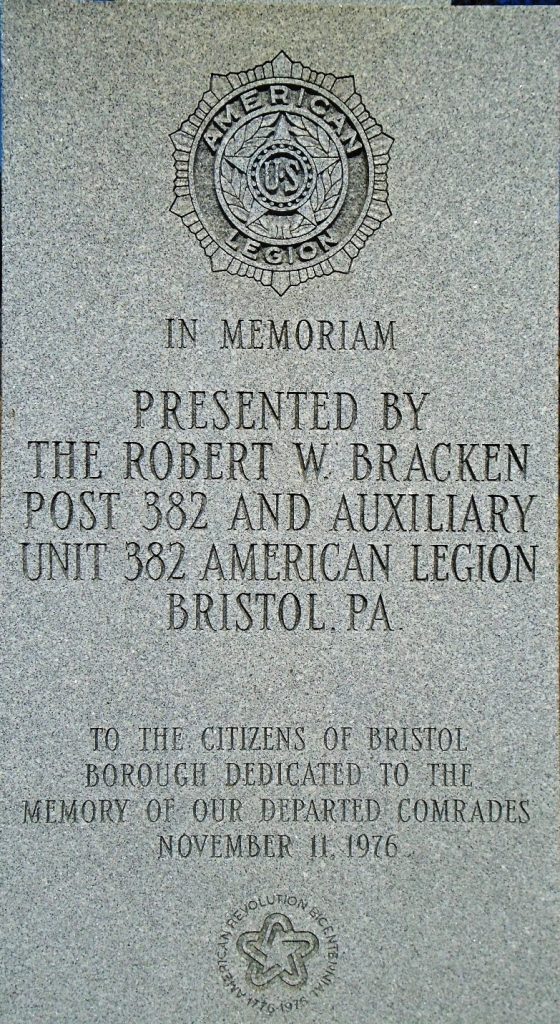 AMERICAN
U·S
LEGION
IN MEMORIAM
PRESENTED BY
THE ROBERT W. BRACKEN
POST 382 AND AUXILIARY
UNIT 382 AMERICAN LEGION
BRISTOL, PA.
TO THE CITIZENS OF BRISTOL
BOROUGH DEDICATED TO THE
MEMORY OF OUR DEPARTED COMRADES
NOVEMBER 11, 1976
AMERICAN REVOLUTION BICENTENNIAL
1776-1976